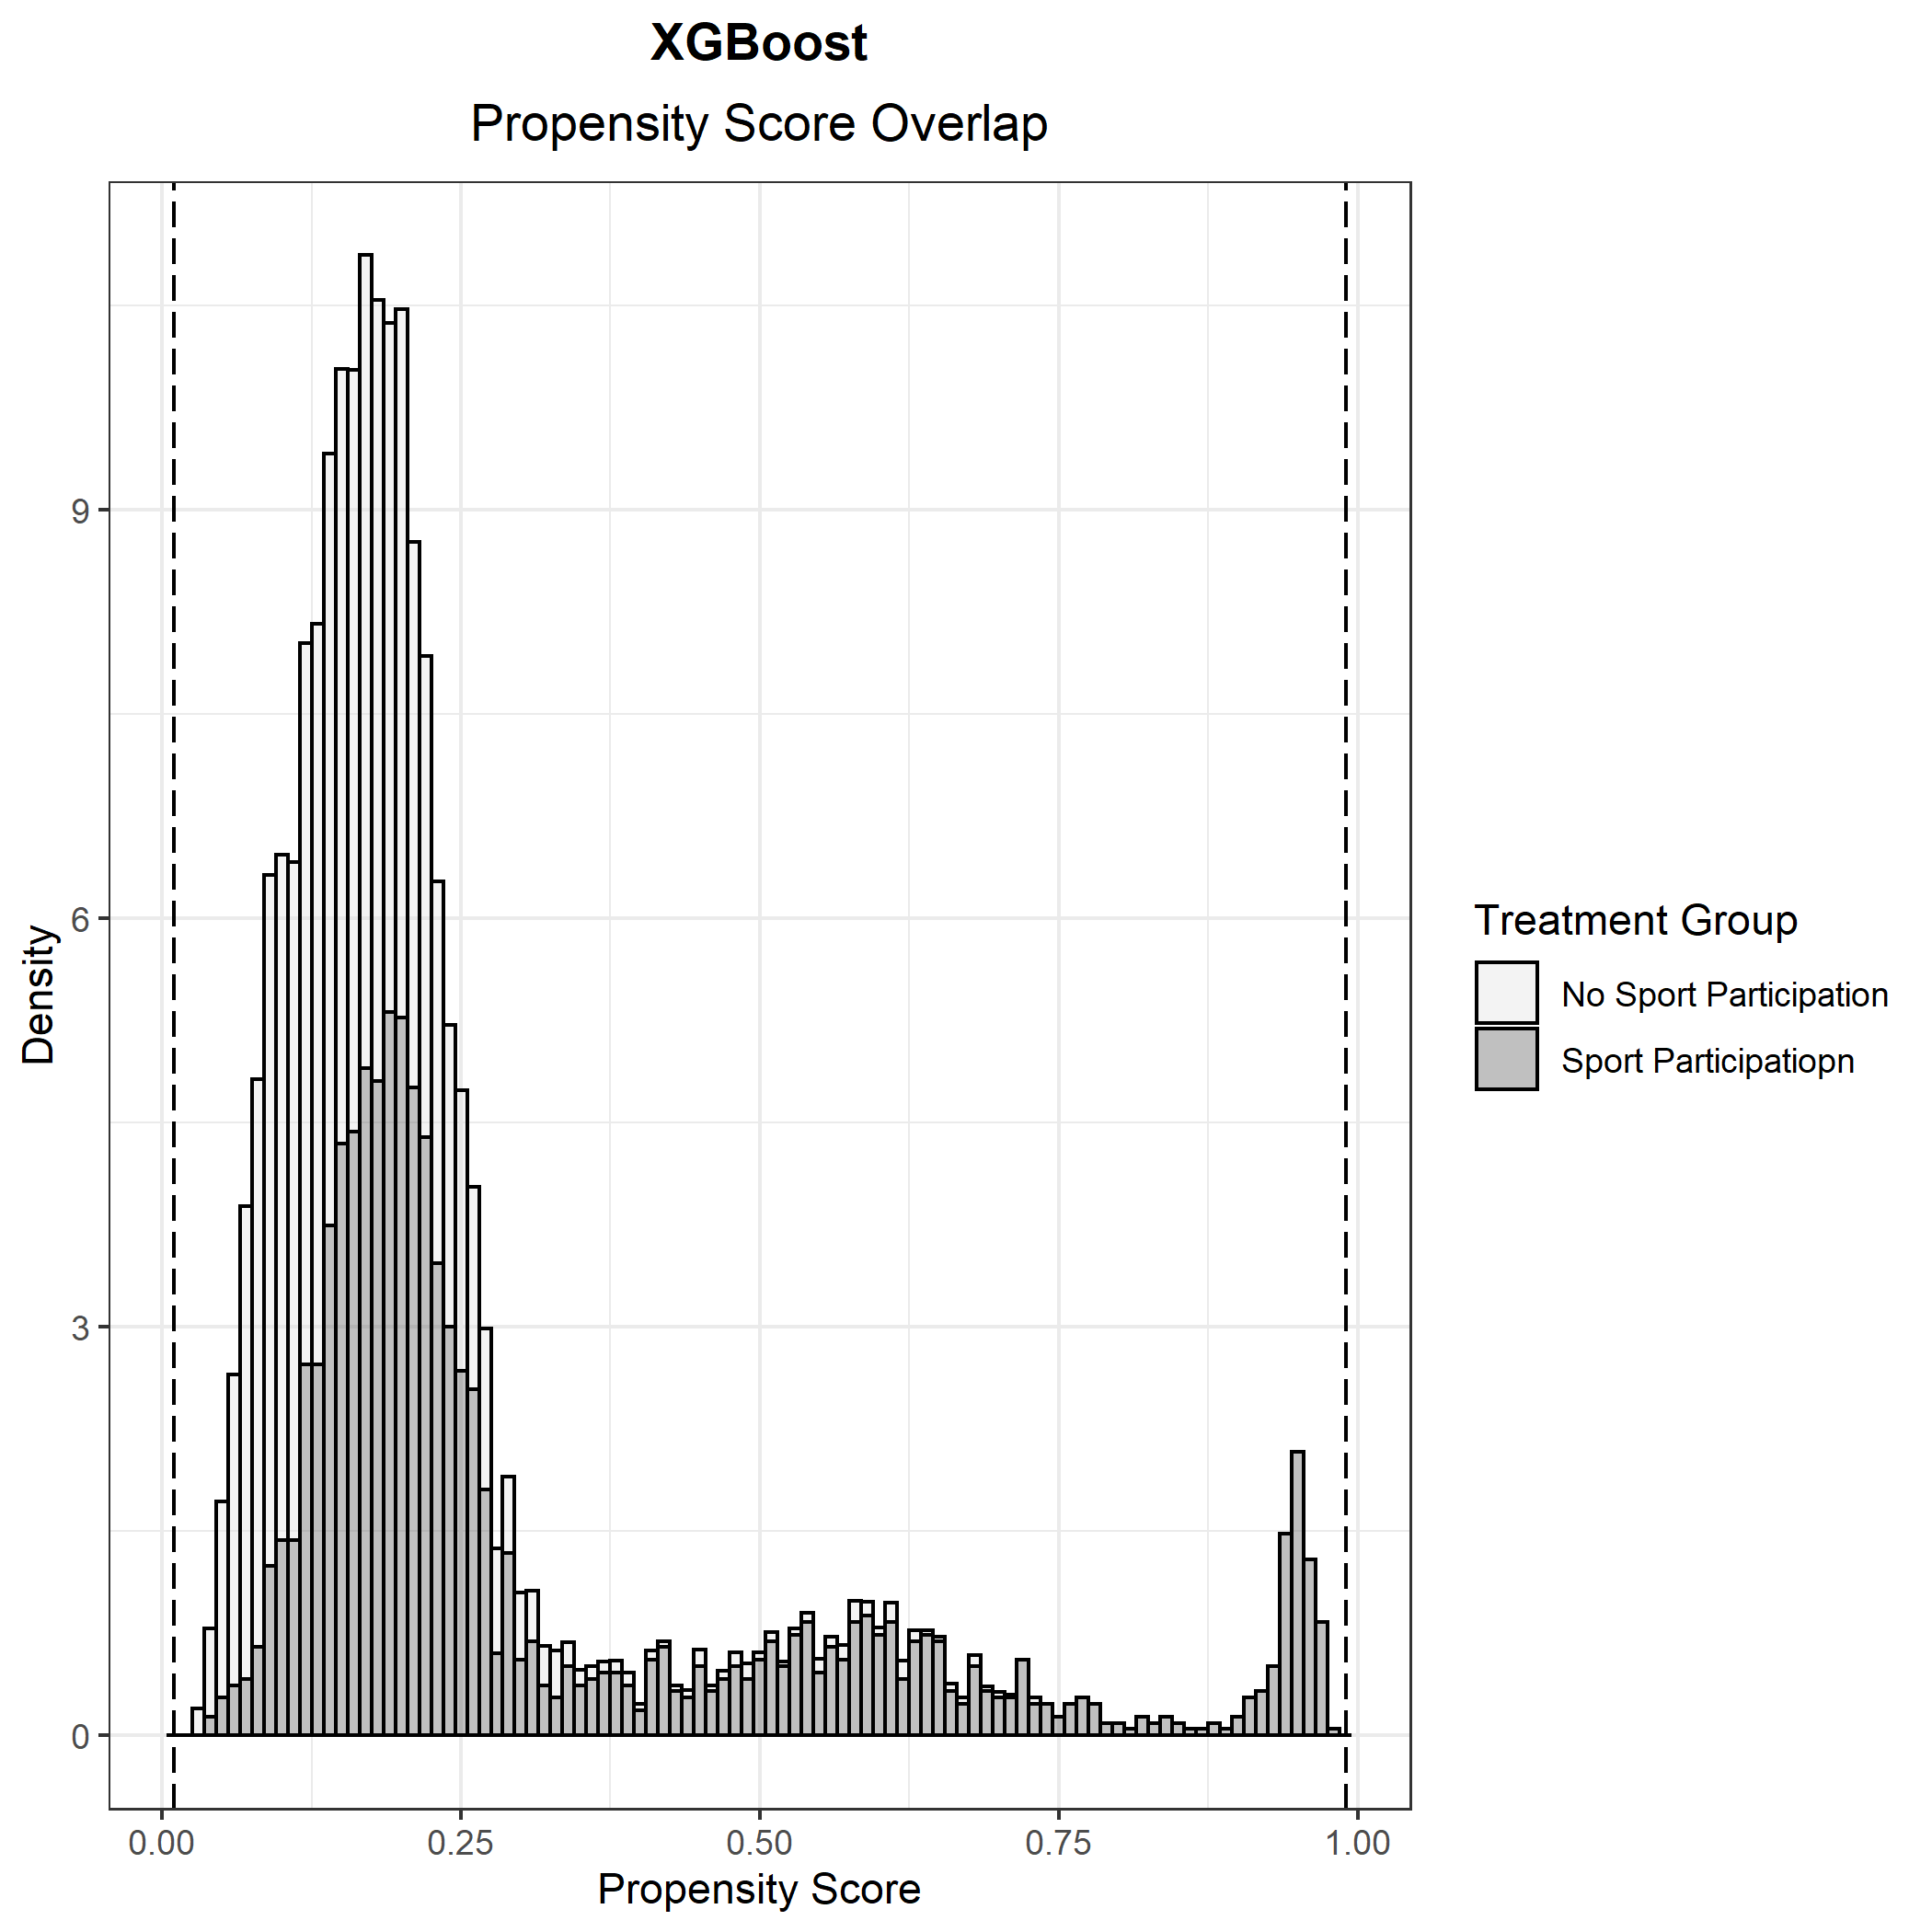 XGBoost
Propensity Score Overlap
Density
9
6
3
0
0.00
0.25
0.50
0.75
1.00
Propensity Score
Treatment Group
No Sport Participation
Sport Participatiopn